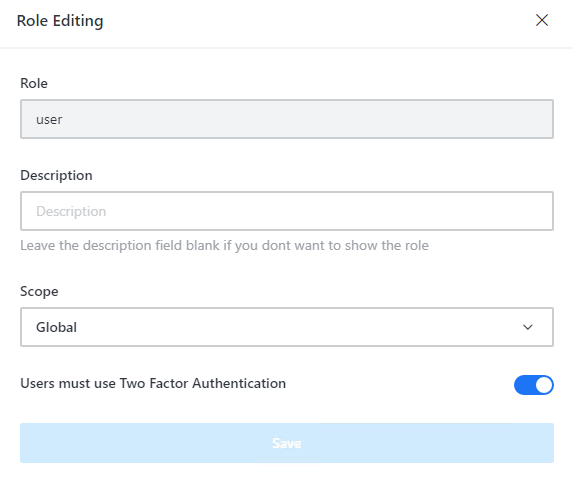 Role Editing
Role
user
Description
Description
Leave the description field blank if you dont want to show the role
Scope
Global
Users must use Two Factor Authentication
Save